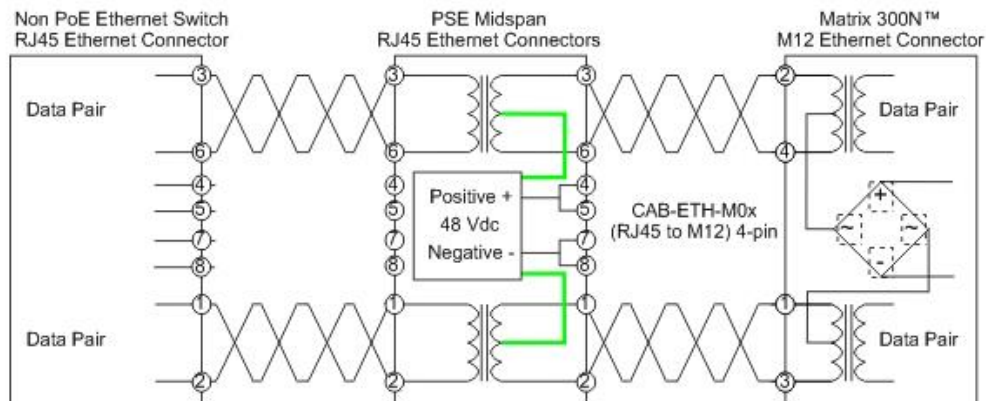 Non PoE Ethernet Switch
RJ45 Ethernet Connector
PSE Midspan
RJ45 Ethernet Connectors
Matrix 300N™
M12 Ethernet Connector
3
3
3
2
Data Pair
Data Pair
6
6
6
4
4
4
4
5
5
5
7
7
7
8
8
8
Positive +
48 Vdc
Negative -
CAB-ETH-M0x
(RJ45 to M12) 4-pin
+
~
~
-
1
1
1
1
Data Pair
Data Pair
2
2
2
3